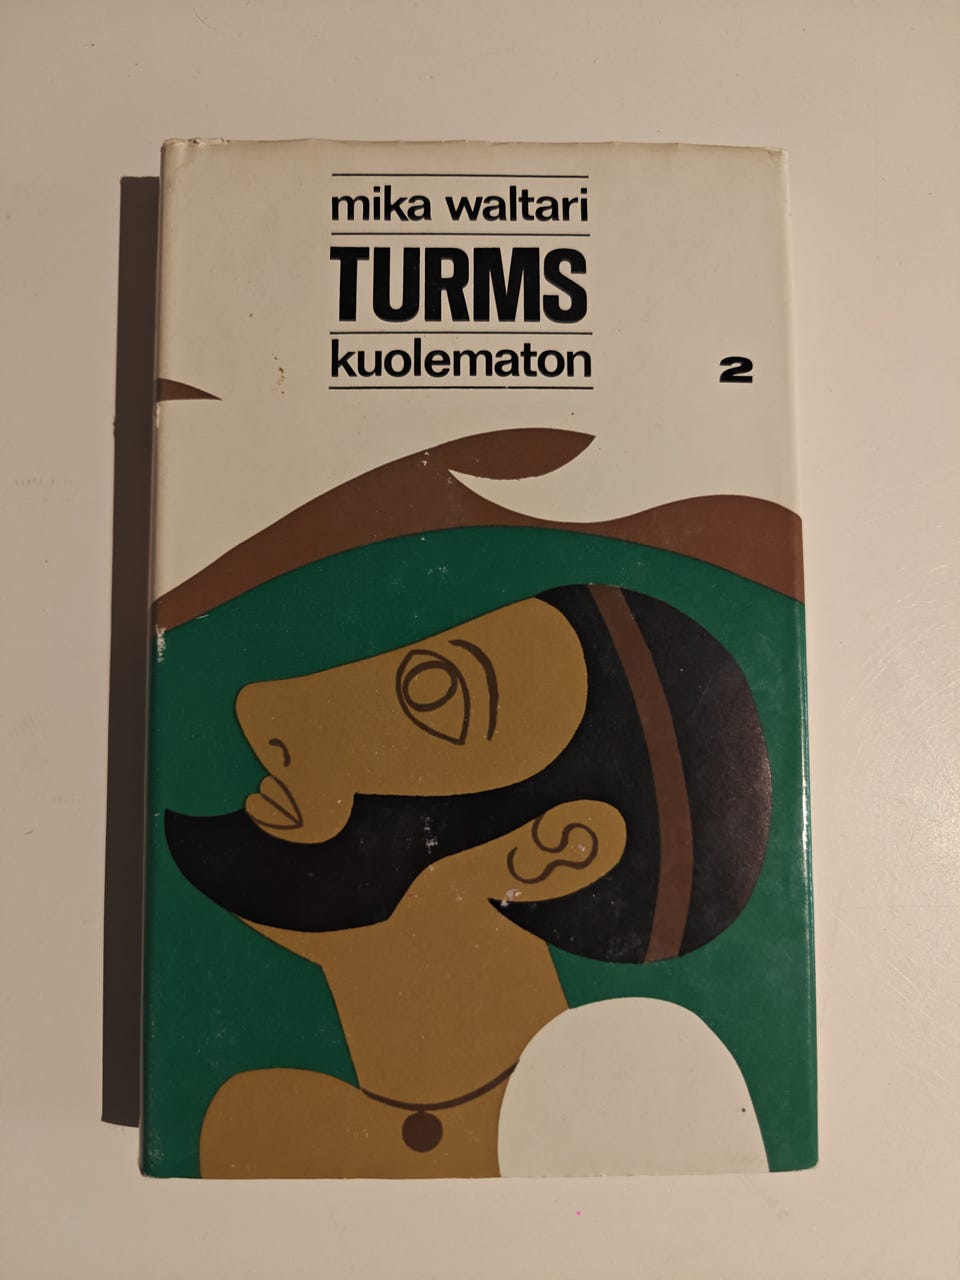 mika waltari
TURMS
kuolematon
2